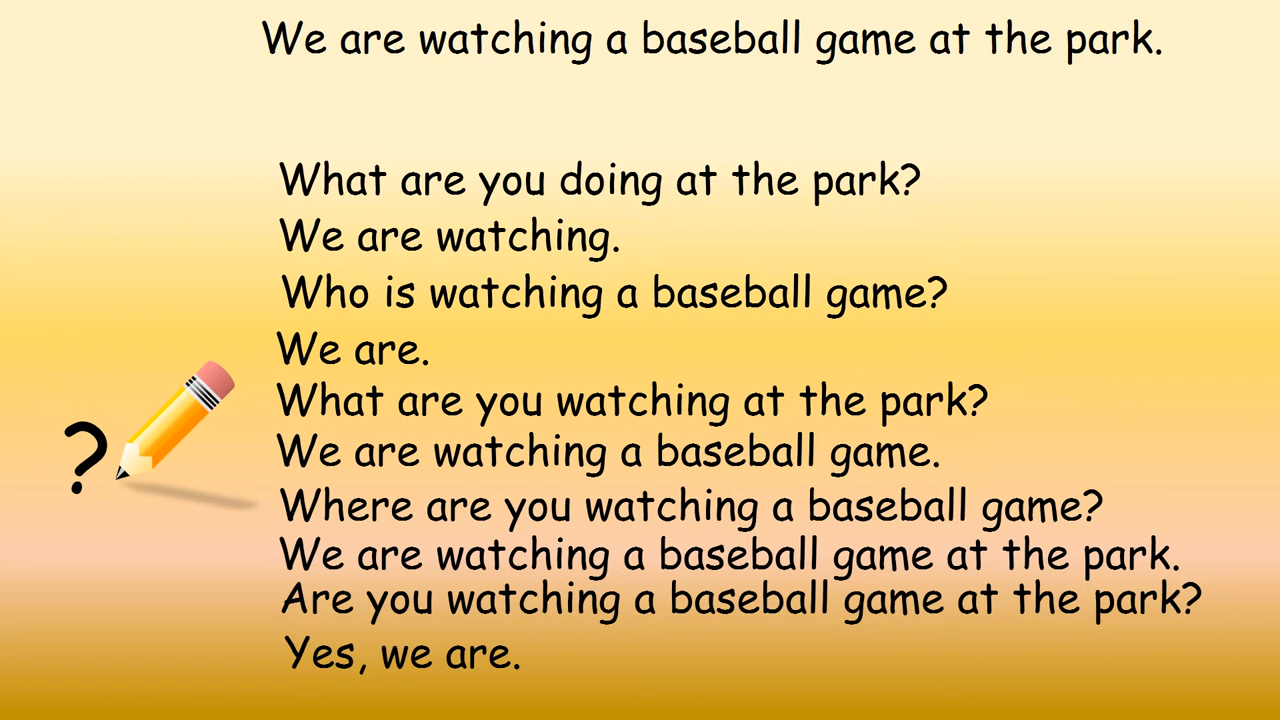 We are watching a baseball game at the park.
What are you doing at the park?
We are watching.
Who is watching a baseball game?
We are.
What are you watching at the park?
We are watching a baseball game.
Where are you watching a baseball game?
We are watching a baseball game at the park.
Are you watching a baseball game at the park?
Yes, we are.
?